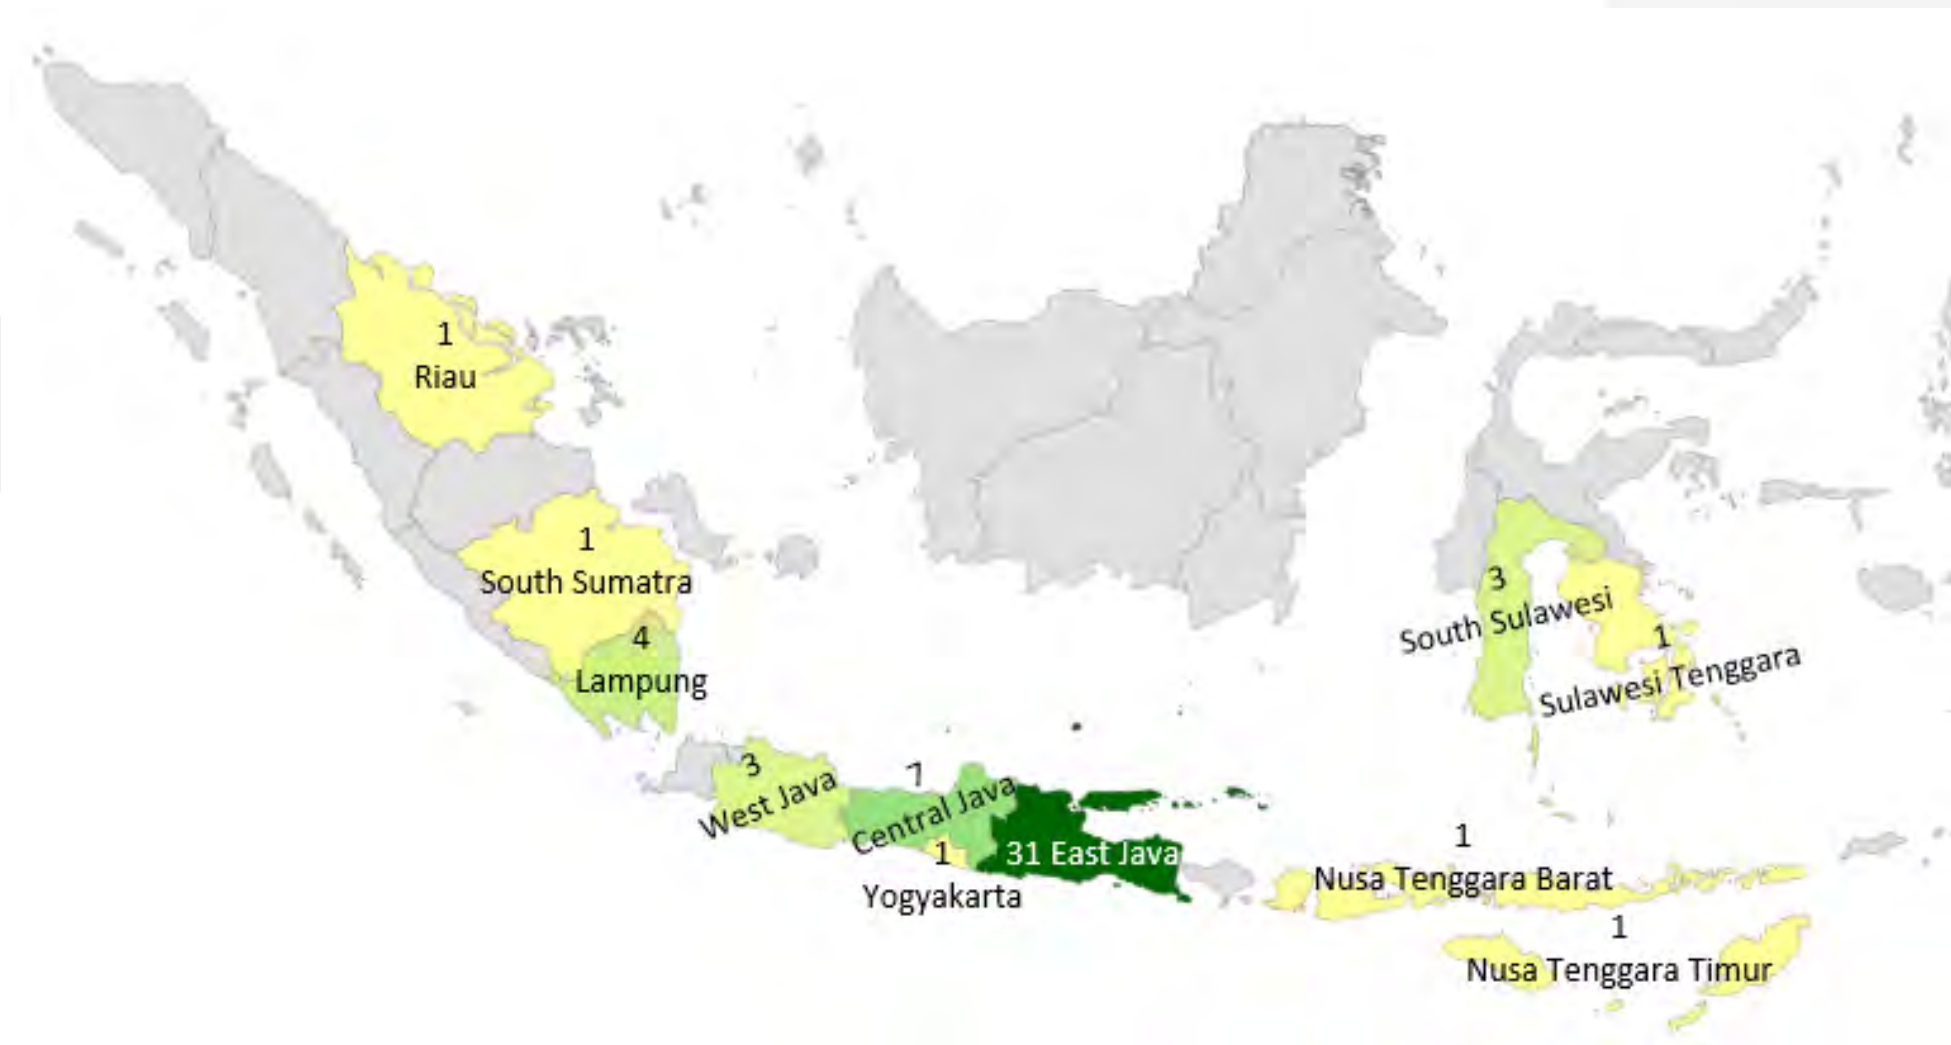 1
Riau
1
South Sumatra
4
Lampung
3
West Java
7
Central Java
1
Yogyakarta
31 East Java
3
South Sulawesi
1
Sulawesi Tenggara
1
Nusa Tenggara Barat
1
Nusa Tenggara Timur